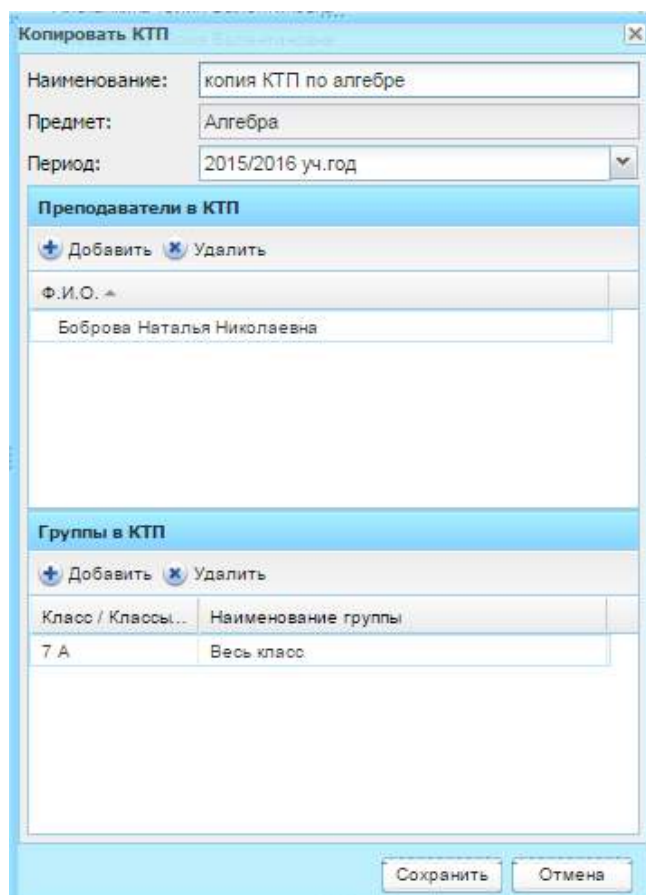 Копировать КТП
Наименование: копия КТП по алгебре
Предмет: Алгебра
Период: 2015/2016 уч.год
Преподаватели в КТП
Добавить Удалить
Ф.И.О.
Боброва Наталья Николаевна
Группы в КТП
Добавить Удалить
Класс / Классы... Наименование группы
7 А Весь класс
Сохранить Отмена